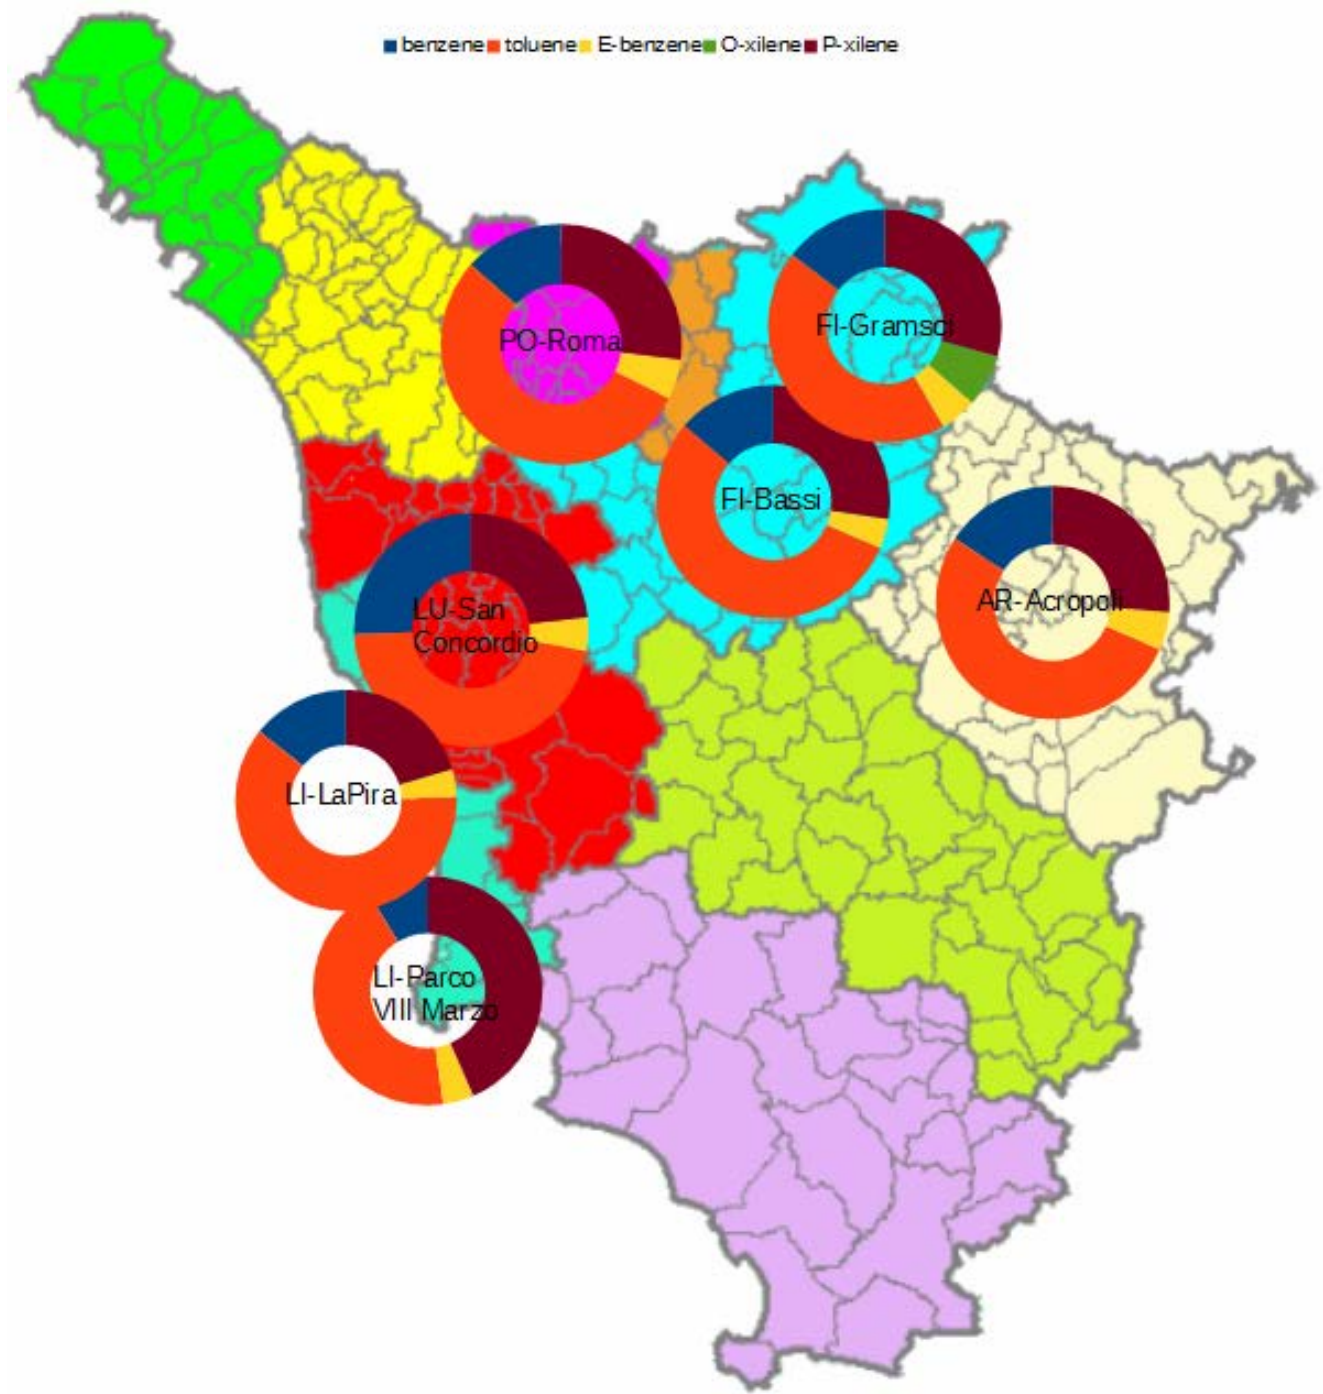 benzene toluene E-benzene O-xilene P-xilene
FI-Gramsci
PO-Roma
FI-Bassi
AR-Acropoli
LU-San
Concordio
LI-LaPira
LI-Parco
VIII Marzo